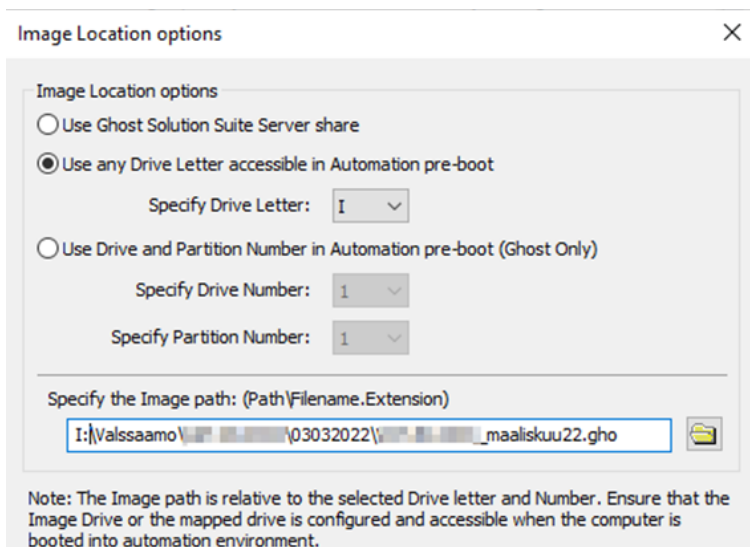 Image Location options
Image Location options
Use Ghost Solution Suite Server share
Use any Drive Letter accessible in Automation pre-boot
Specify Drive Letter: I
Use Drive and Partition Number in Automation pre-boot (Ghost Only)
Specify Drive Number: 1
Specify Partition Number: 1
Specify the Image path: (Path\Filename.Extension)
I:\Valssaamo\ \03032022\ _maaliskuu22.gho
Note: The Image path is relative to the selected Drive letter and Number. Ensure that the
Image Drive or the mapped drive is configured and accessible when the computer is
booted into automation environment.